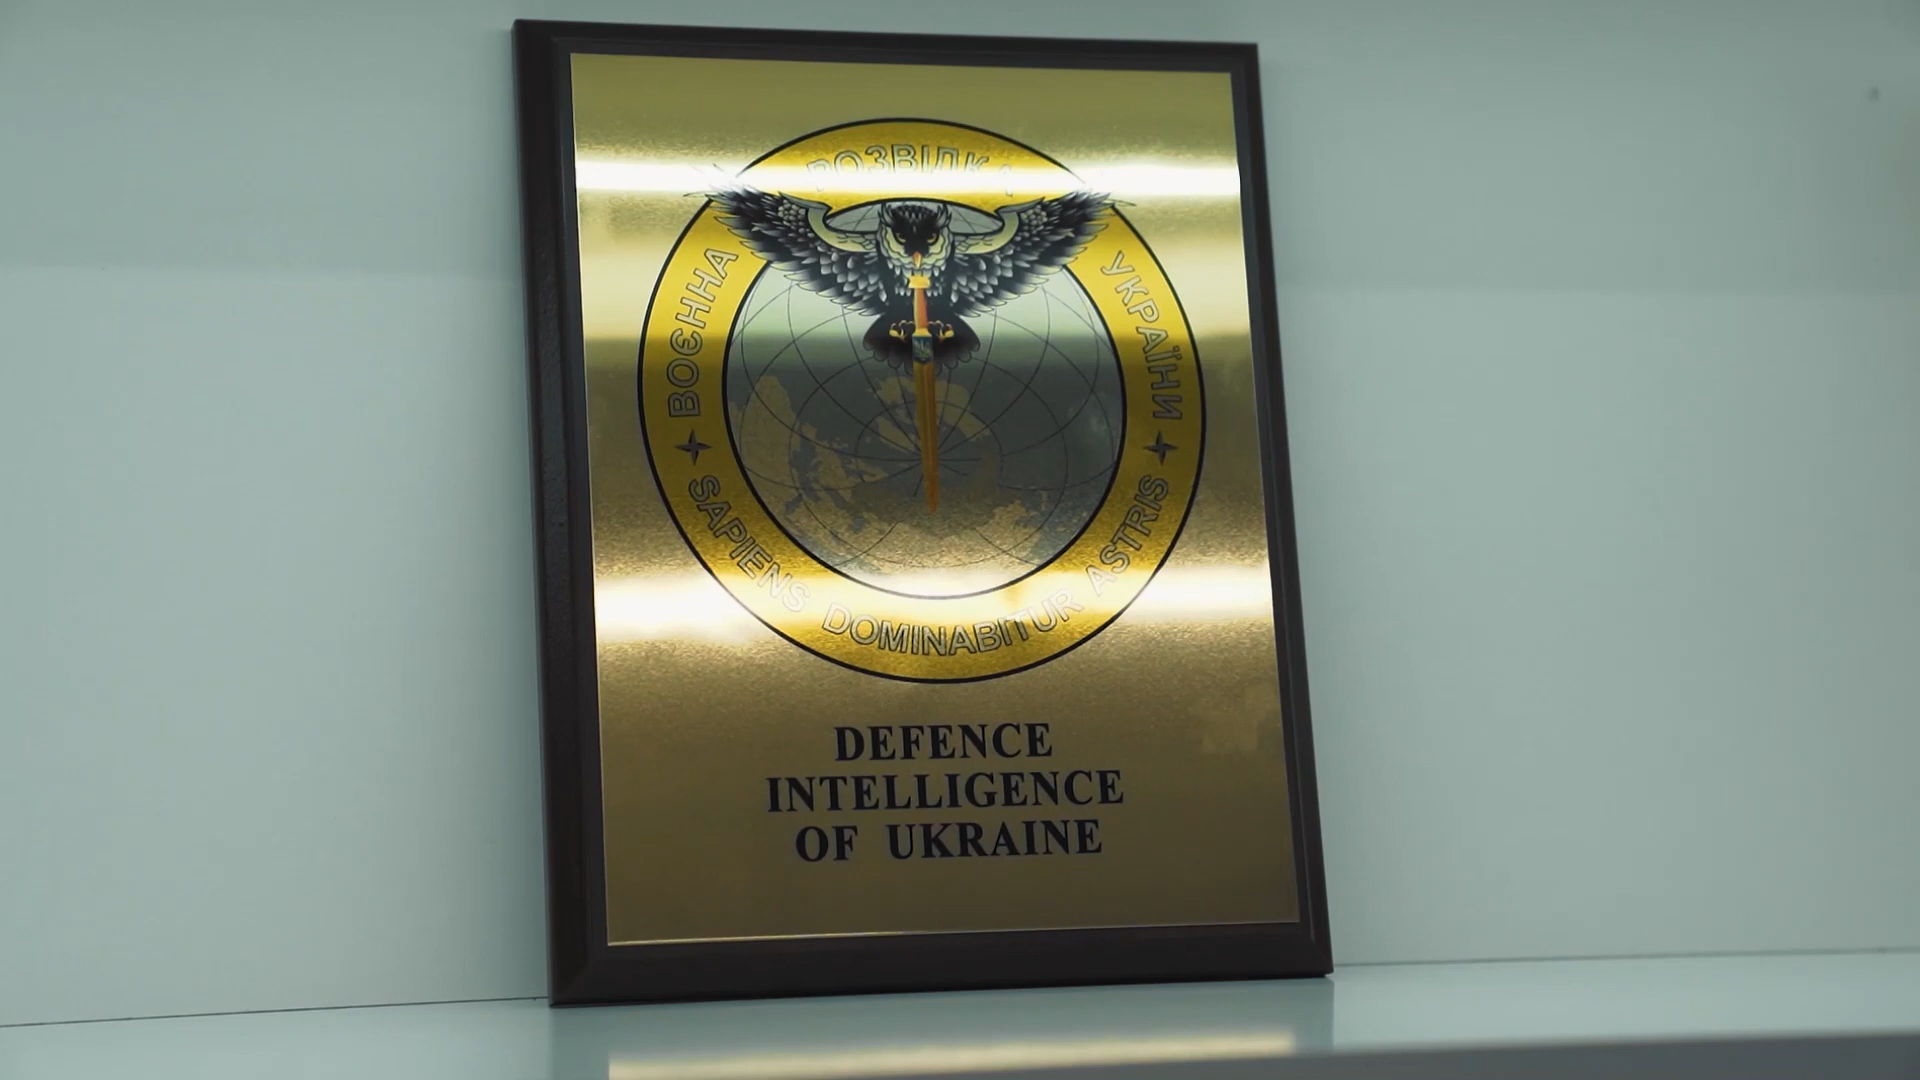 ВОЄННА РОЗВІДКА УКРАЇНИ
SAPIENS DOMINABITUR ASTRIS
DEFENCE
INTELLIGENCE
OF UKRAINE